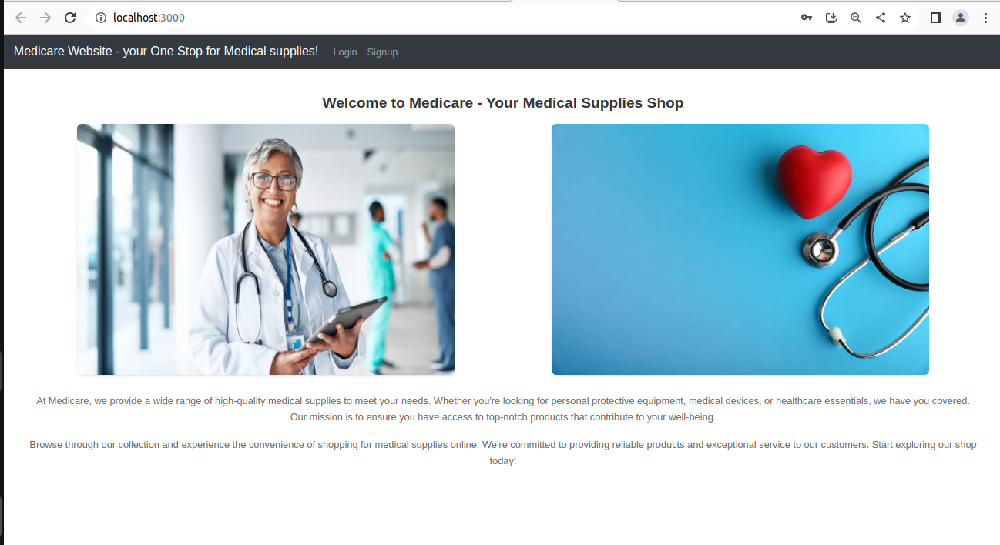 localhost:3000
Medicare Website - your One Stop for Medical supplies! Login Signup
Welcome to Medicare - Your Medical Supplies Shop
At Medicare, we provide a wide range of high-quality medical supplies to meet your needs. Whether you're looking for personal protective equipment, medical devices, or healthcare essentials, we have you covered.
Our mission is to ensure you have access to top-notch products that contribute to your well-being.
Browse through our collection and experience the convenience of shopping for medical supplies online. We're committed to providing reliable products and exceptional service to our customers. Start exploring our shop
today!